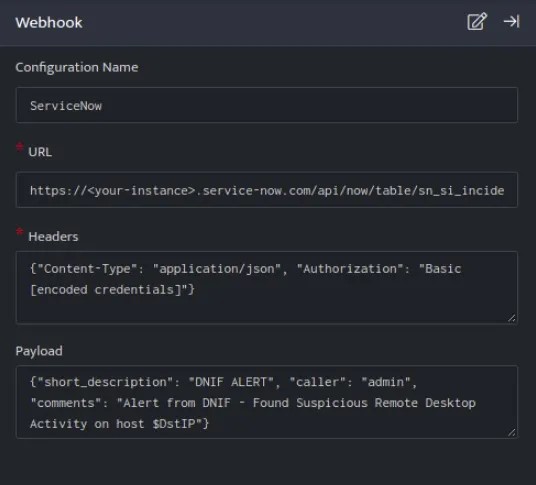 Webhook
Configuration Name
ServiceNow
* URL
https://<your-instance>.service-now.com/api/now/table/sn_si_incide
* Headers
{"Content-Type": "application/json", "Authorization": "Basic
[encoded credentials]"}
Payload
{"short_description": "DNIF ALERT", "caller": "admin",
"comments": "Alert from DNIF - Found Suspicious Remote Desktop
Activity on host $DstIP"}